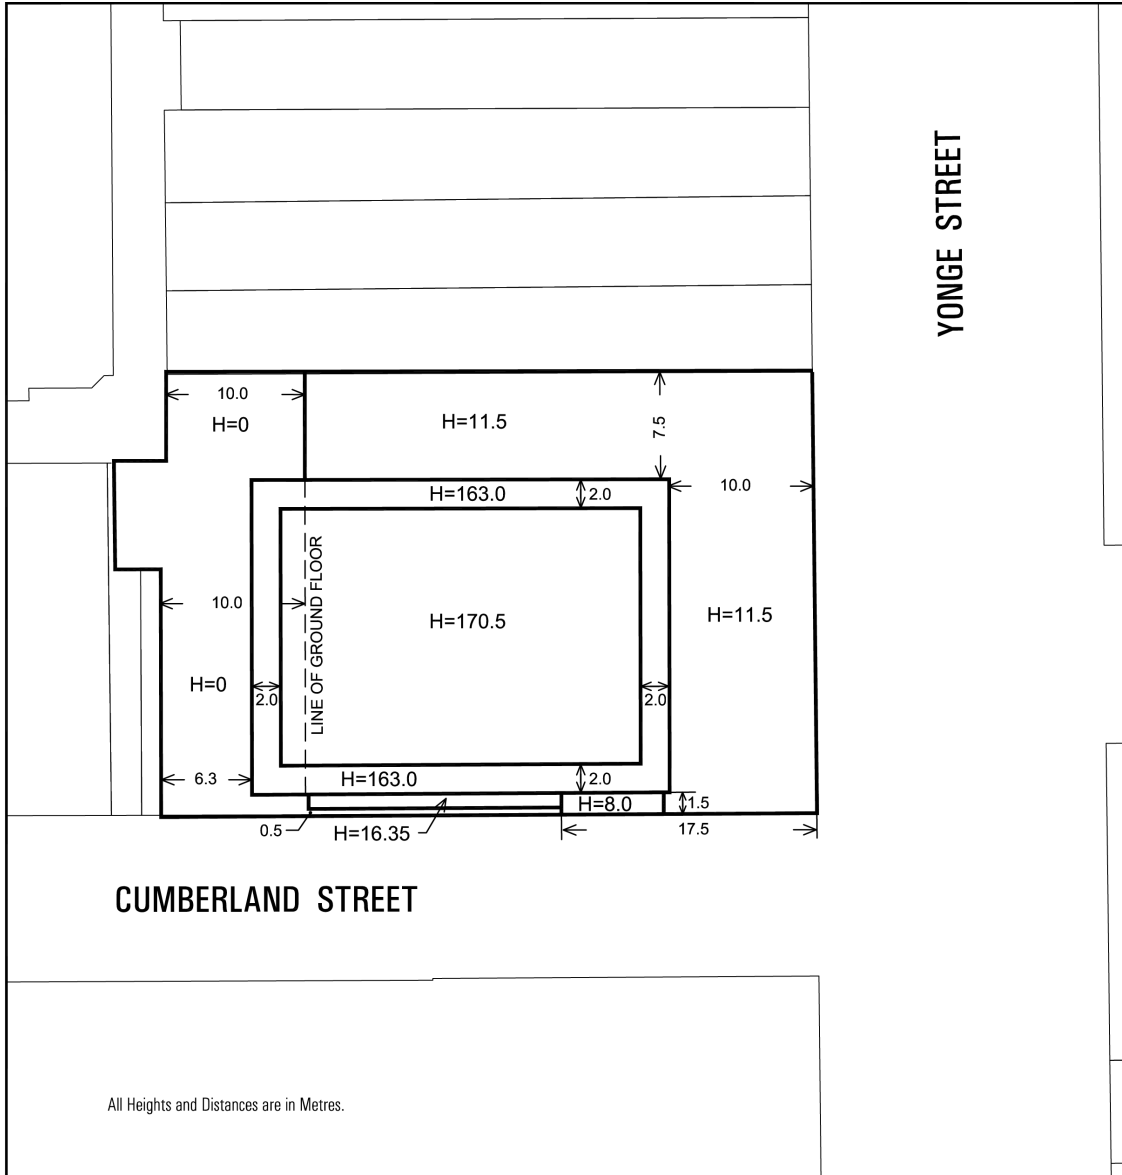 YONGE STREET
10.0
H=0
H=11.5
7.5
H=163.0
2.0
10.0
LINE OF GROUND FLOOR
10.0
H=170.5
H=11.5
H=0
2.0
2.0
6.3
H=163.0
2.0
H=8.0
1.5
0.5
H=16.35
17.5
CUMBERLAND STREET
All Heights and Distances are in Metres.